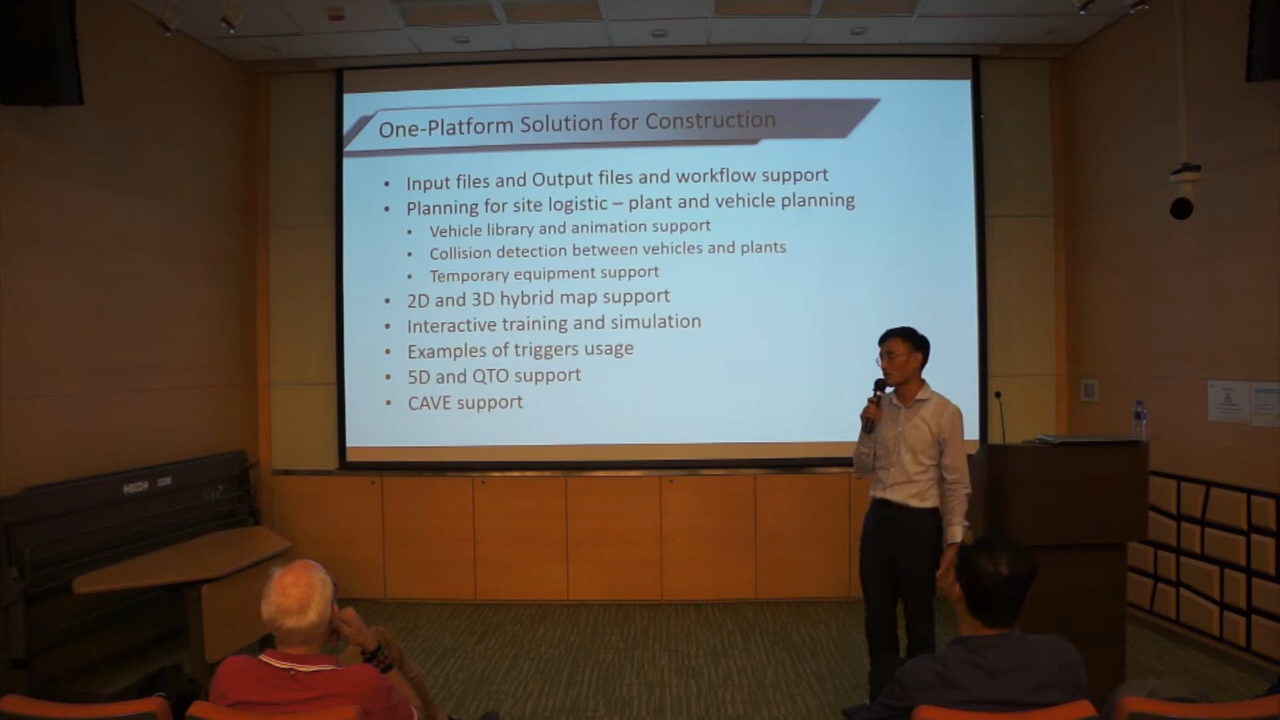 One-Platform Solution for Construction
• Input files and Output files and workflow support
• Planning for site logistic – plant and vehicle planning
• Vehicle library and animation support
• Collision detection between vehicles and plants
• Temporary equipment support
• 2D and 3D hybrid map support
• Interactive training and simulation
• Examples of triggers usage
• 5D and QTO support
• CAVE support